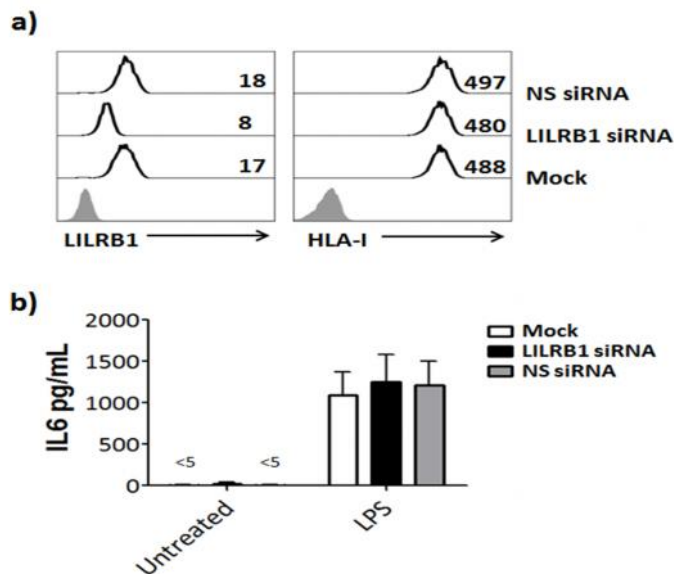 a)
18
8
17
LILRB1
497
480
488
HLA-I
NS siRNA
LILRB1 siRNA
Mock
b)
IL6 pg/mL
2000
1500
1000
500
0
<5
<5
Untreated
LPS
Mock
LILRB1 siRNA
NS siRNA